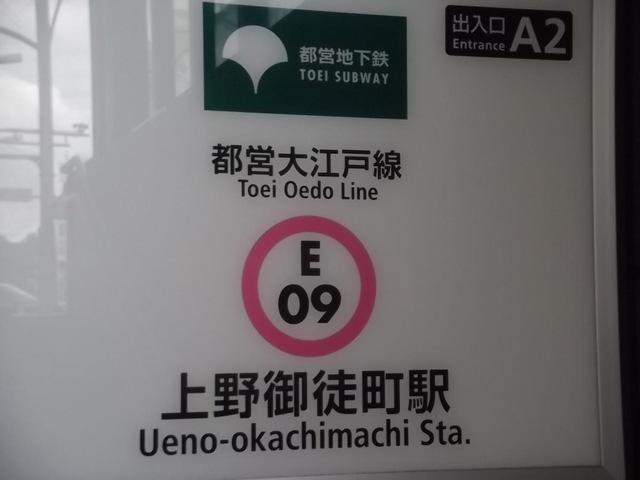 都営地下鉄
TOEI SUBWAY
出入口
Entrance A2
都営大江戸線
Toei Oedo Line
E
09
上野御徒町駅
Ueno-okachimachi Sta.